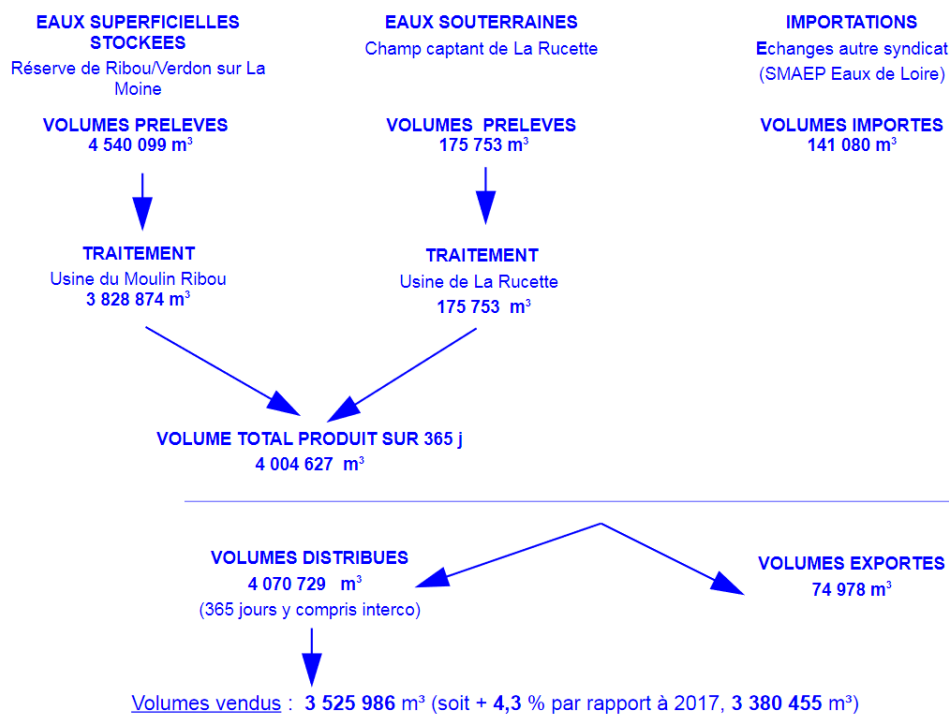 EAUX SUPERFICIELLES
STOCKEES
Réserve de Ribou/Verdon sur La
Moine
VOLUMES PRELEVES
4 540 099 m³
EAUX SOUTERRAINES
Champ captant de La Rucette
VOLUMES PRELEVES
175 753 m³
IMPORTATIONS
Echanges autre syndicat
(SMAEP Eaux de Loire)
VOLUMES IMPORTES
141 080 m³
TRAITEMENT
Usine du Moulin Ribou
3 828 874 m³
TRAITEMENT
Usine de La Rucette
175 753 m³
VOLUME TOTAL PRODUIT SUR 365 j
4 004 627 m³
VOLUMES DISTRIBUES
4 070 729 m³
(365 jours y compris interco)
VOLUMES EXPORTES
74 978 m³
Volumes vendus : 3 525 986 m³ (soit + 4,3 % par rapport à 2017, 3 380 455 m³)